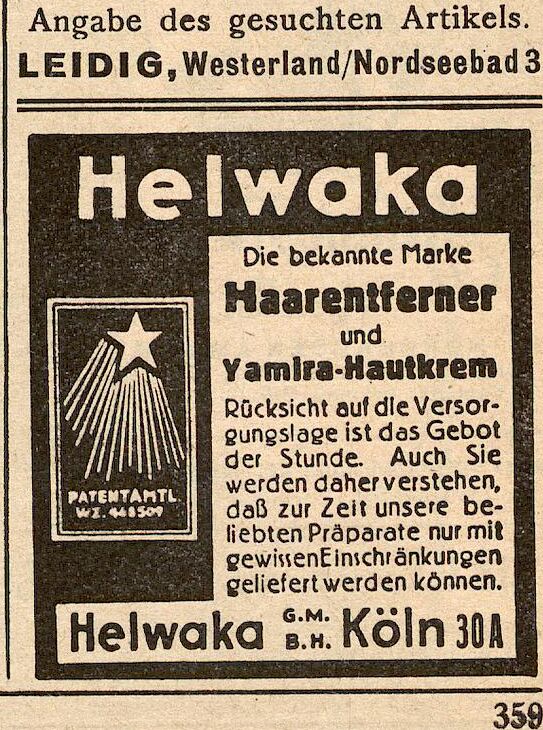 Angabe des gesuchten Artikels.
LEIDIG, Westerland/Nordseebad 3
Helwaka
Die bekannte Marke
Haarentferner
und
Yamira-Hautkrem
Rücksicht auf die Versor-
gungslage ist das Gebot
der Stunde. Auch Sie
werden daher verstehen,
daß zur Zeit unsere be-
liebten Präparate nur mit
gewissen Einschränkungen
geliefert werden können.
PATENTAMTL.
WZ. 448509
Helwaka G.M.B.H. Köln 30A
359